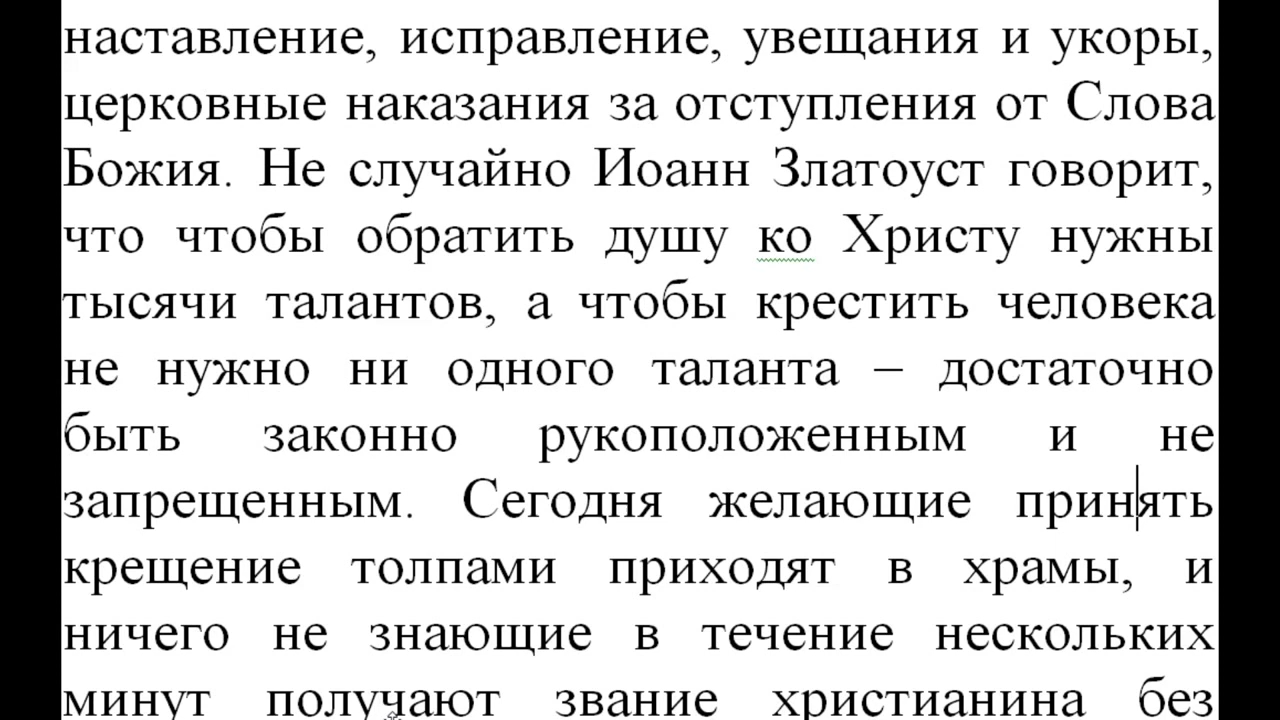 наставление, исправление, увещания и укоры,
церковные наказания за отступления от Слова
Божия. Не случайно Иоанн Златоуст говорит,
что чтобы обратить душу ко Христу нужны
тысячи талантов, а чтобы крестить человека
не нужно ни одного таланта – достаточно
быть законно рукоположенным и не
запрещенным. Сегодня желающие принять
крещение толпами приходят в храмы, и
ничего не знающие в течение нескольких
минут получают звание христианина без